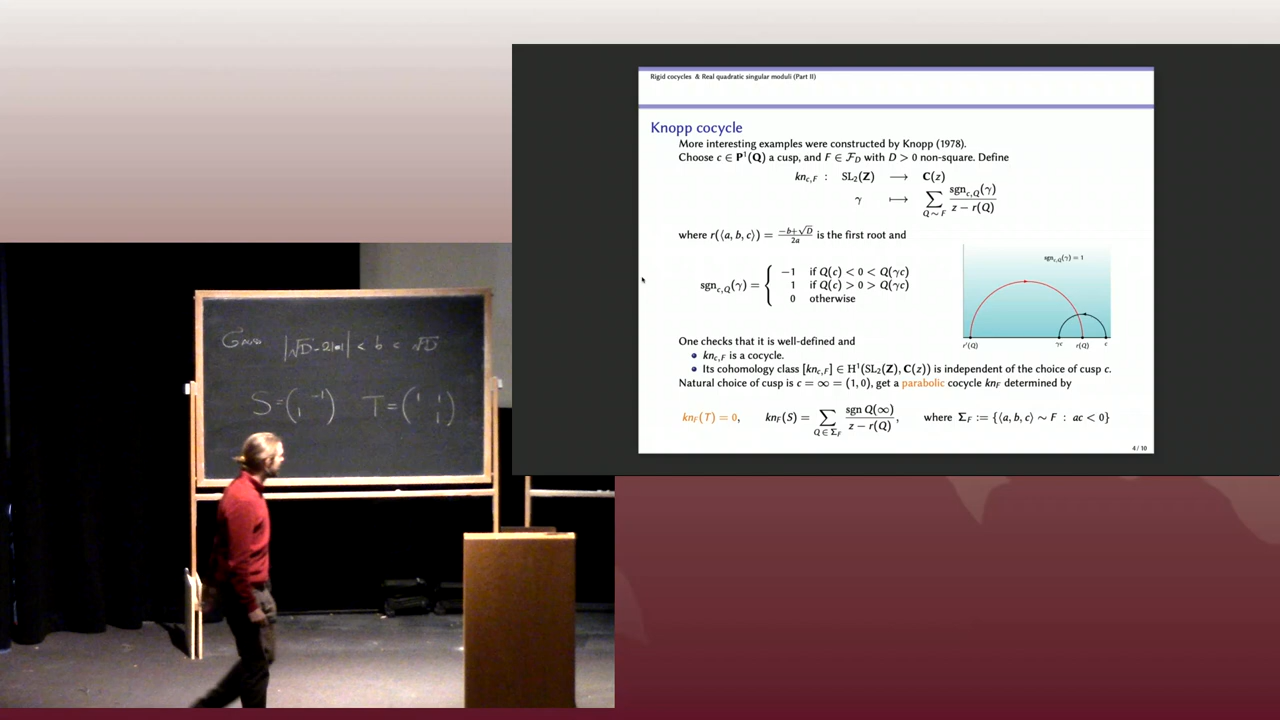 Rigid cocycles & Real quadratic singular moduli (Part II)
Knopp cocycle
More interesting examples were constructed by Knopp (1978).
Choose c ∈ P¹(Q) a cusp, and F ∈ 𝓕_D with D > 0 non-square. Define
kn_{c,F} : SL₂(Z) ⟶ C(z)
γ ⟼ ∑_{Q∼F} sgn_{c,Q}(γ) / (z − r(Q))
where r(⟨a, b, c⟩) = (−b+√D)/2a is the first root and
sgn_{c,Q}(γ) = { −1 if Q(c) < 0 < Q(γc)
1 if Q(c) > 0 > Q(γc)
0 otherwise
sgn_{c,Q}(γ) = 1
r′(Q) γc r(Q) c
One checks that it is well-defined and
• kn_{c,F} is a cocycle.
• Its cohomology class [kn_{c,F}] ∈ H¹(SL₂(Z), C(z)) is independent of the choice of cusp c.
Natural choice of cusp is c = ∞ = (1, 0), get a parabolic cocycle kn_F determined by
kn_F(T) = 0, kn_F(S) = ∑_{Q∈Σ_F} sgn Q(∞) / (z − r(Q)), where Σ_F := {⟨a, b, c⟩ ∼ F : ac < 0}
4 / 10
|√D − 2|a|| < b < √D
S = ( −1 / 1 ) T = ( 1 1 / 1 )